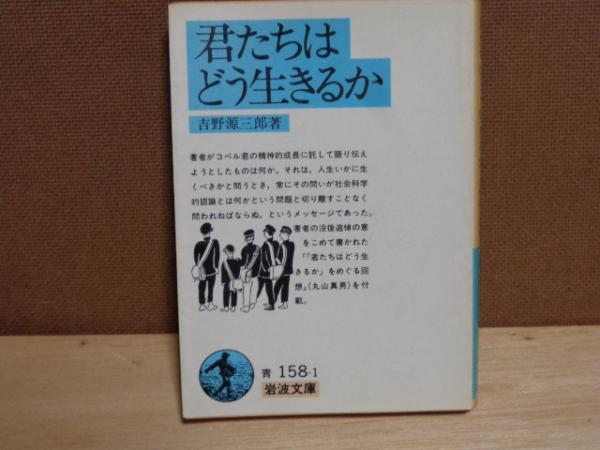 君たちは
どう生きるか
吉野源三郎著
著者がコペル君の精神的成長に託して語り伝え
ようとしたものは何か。それは、人生いかに生
くべきかと問うとき、常にその問いが社会科学
的認識とは何かという問題と切り離すことなく
問われねばならぬ、というメッセージであった。
著者の没後追悼の意
をこめて書かれた
「『君たちはどう生
きるか』をめぐる回
想」(丸山真男)を付
載。
青 158-1
岩波文庫